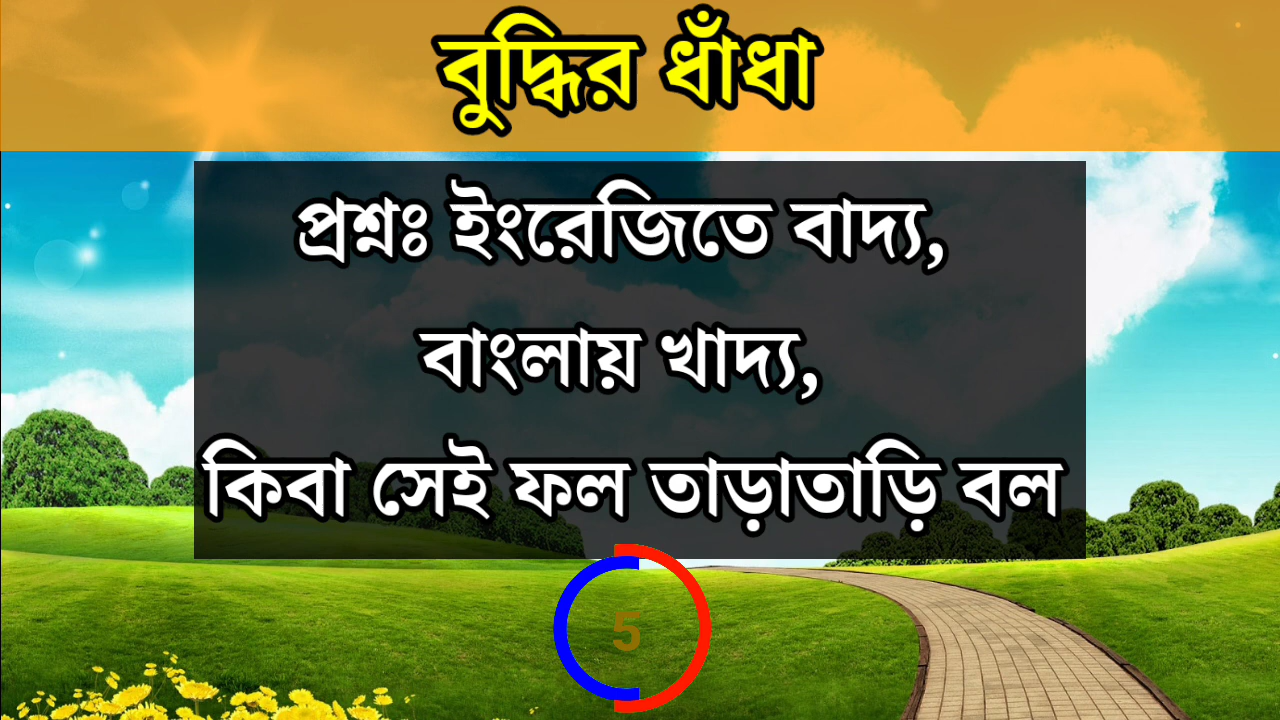 বুদ্ধির ধাঁধা
প্রশ্নঃ ইংরেজিতে বাদ্য,
বাংলায় খাদ্য,
কিবা সেই ফল তাড়াতাড়ি বল
5